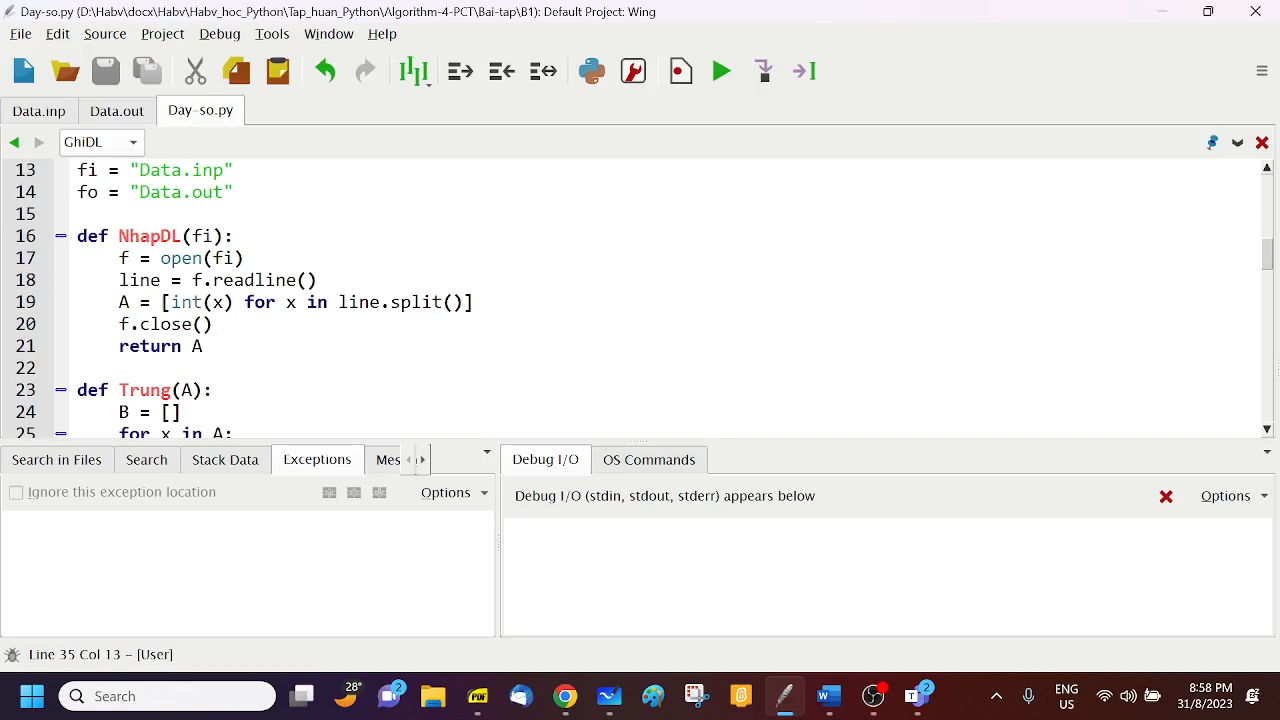 Day-so.py (D:\Habv\docx\Habv\Habv_hoc_Python\Tap_huan_Python\Algorithm-4-PCT\Bai-tap\B1): Default Project: Wing
File Edit Source Project Debug Tools Window Help
Data.inp Data.out Day-so.py
GhiDL
13 fi = "Data.inp"
14 fo = "Data.out"
15
16 def NhapDL(fi):
17 f = open(fi)
18 line = f.readline()
19 A = [int(x) for x in line.split()]
20 f.close()
21 return A
22
23 def Trung(A):
24 B = []
25 for x in A:
Search in Files Search Stack Data Exceptions Mes Debug I/O OS Commands
Ignore this exception location Options Debug I/O (stdin, stdout, stderr) appears below Options
Line 35 Col 13 – [User]
Search 28° 2 PDF 2 ENG US 8:58 PM 31/8/2023